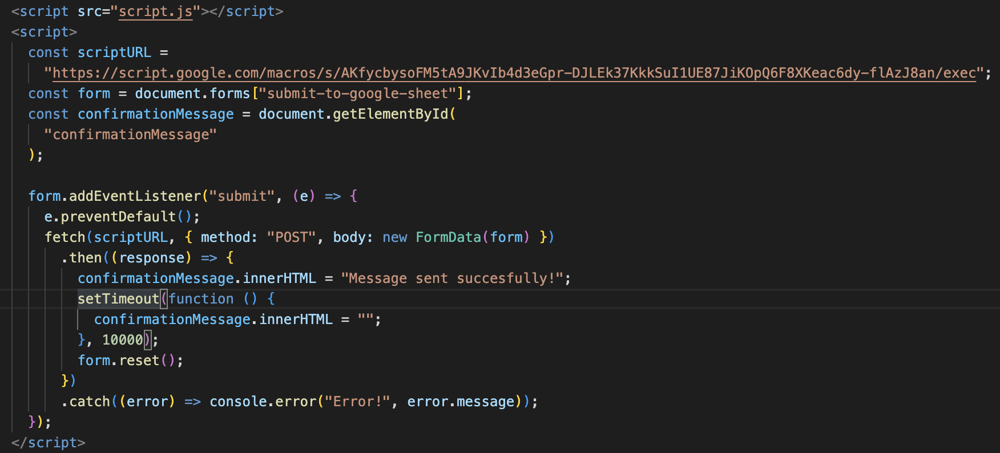 <script src="script.js"></script>
<script>
const scriptURL =
"https://script.google.com/macros/s/AKfycbysoFM5tA9JKvIb4d3eGpr-DJLEk37KkkSuI1UE87JiKOpQ6F8XKeac6dy-flAzJ8an/exec";
const form = document.forms["submit-to-google-sheet"];
const confirmationMessage = document.getElementById(
"confirmationMessage"
);
form.addEventListener("submit", (e) => {
e.preventDefault();
fetch(scriptURL, { method: "POST", body: new FormData(form) })
.then((response) => {
confirmationMessage.innerHTML = "Message sent succesfully!";
setTimeout(function () {
confirmationMessage.innerHTML = "";
}, 10000);
form.reset();
})
.catch((error) => console.error("Error!", error.message));
});
</script>